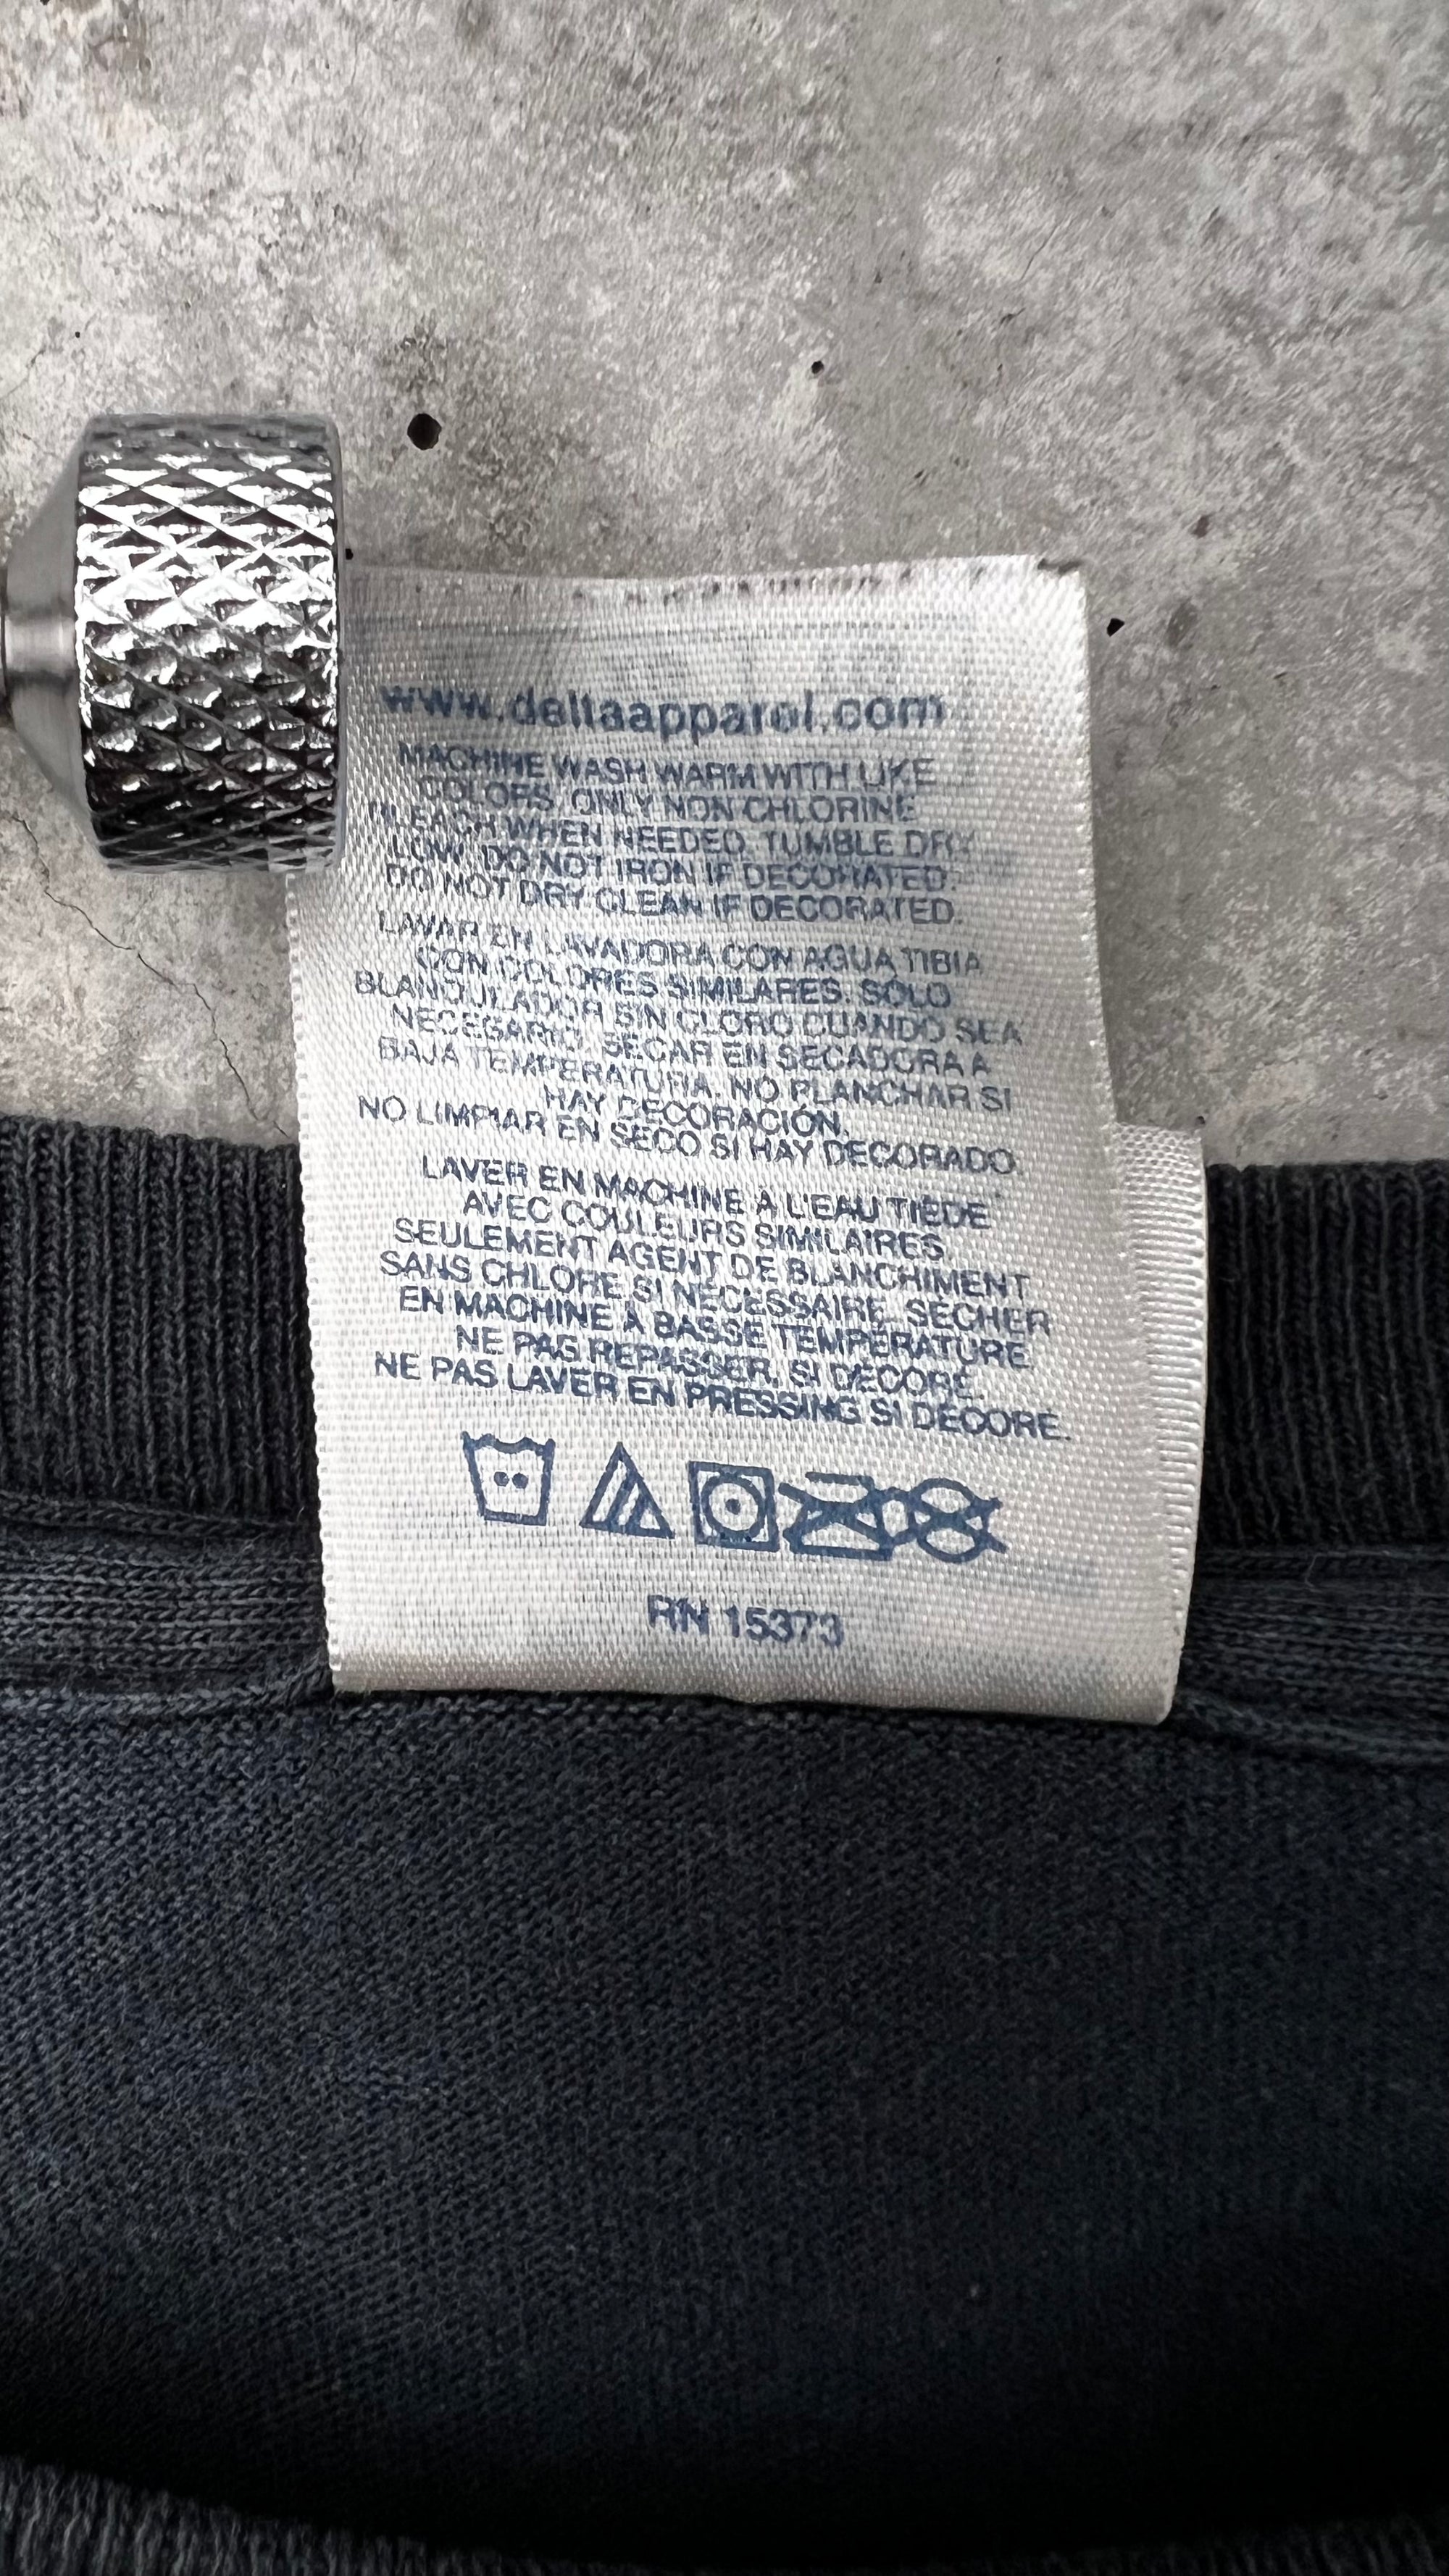 www.deltaapparel.com
MACHINE WASH WARM WITH LIKE
COLORS. ONLY NON CHLORINE
BLEACH WHEN NEEDED. TUMBLE DRY
LOW. DO NOT IRON IF DECORATED.
DO NOT DRY CLEAN IF DECORATED.
LAVAR EN LAVADORA CON AGUA TIBIA
CON COLORES SIMILARES. SOLO
BLANQUEADOR SIN CLORO CUANDO SEA
NECESARIO. SECAR EN SECADORA A
BAJA TEMPERATURA. NO PLANCHAR SI
HAY DECORACIÓN.
NO LIMPIAR EN SECO SI HAY DECORADO.
LAVER EN MACHINE À L'EAU TIÈDE
AVEC COULEURS SIMILAIRES
SEULEMENT AGENT DE BLANCHIMENT
SANS CHLORE SI NÉCESSAIRE. SÉCHER
EN MACHINE À BASSE TEMPÉRATURE
NE PAS REPASSER. SI DÉCORÉ.
NE PAS LAVER EN PRESSING SI DÉCORÉ.
RN 15373